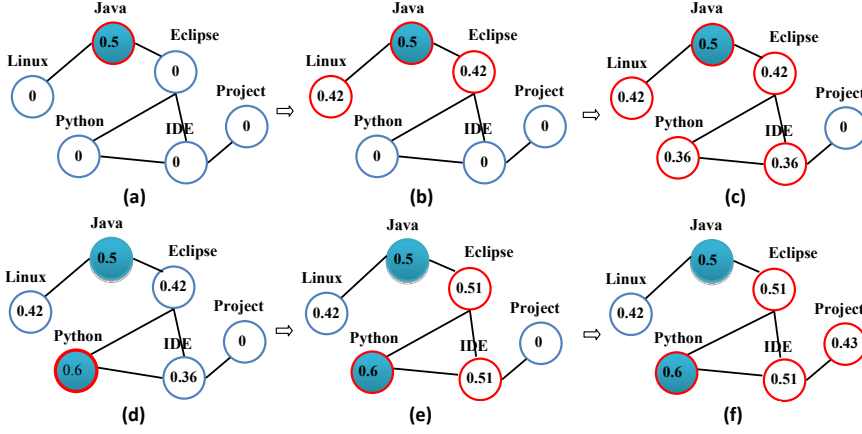 Java
0.5
Eclipse
Linux
0
0
Project
Python
IDE
0
0
0
(a)
⇨
Java
0.5
Eclipse
Linux
0.42
0.42
Project
Python
IDE
0
0
0
(b)
⇨
Java
0.5
Eclipse
Linux
0.42
0.42
Project
Python
IDE
0
0.36
0.36
(c)
Java
0.5
Eclipse
Linux
0.42
0.42
Project
Python
IDE
0
0.6
0.36
(d)
⇨
Java
0.5
Eclipse
Linux
0.51
0.42
Project
Python
IDE
0
0.6
0.51
(e)
⇨
Java
0.5
Eclipse
Linux
0.51
0.42
Project
Python
IDE
0.43
0.6
0.51
(f)